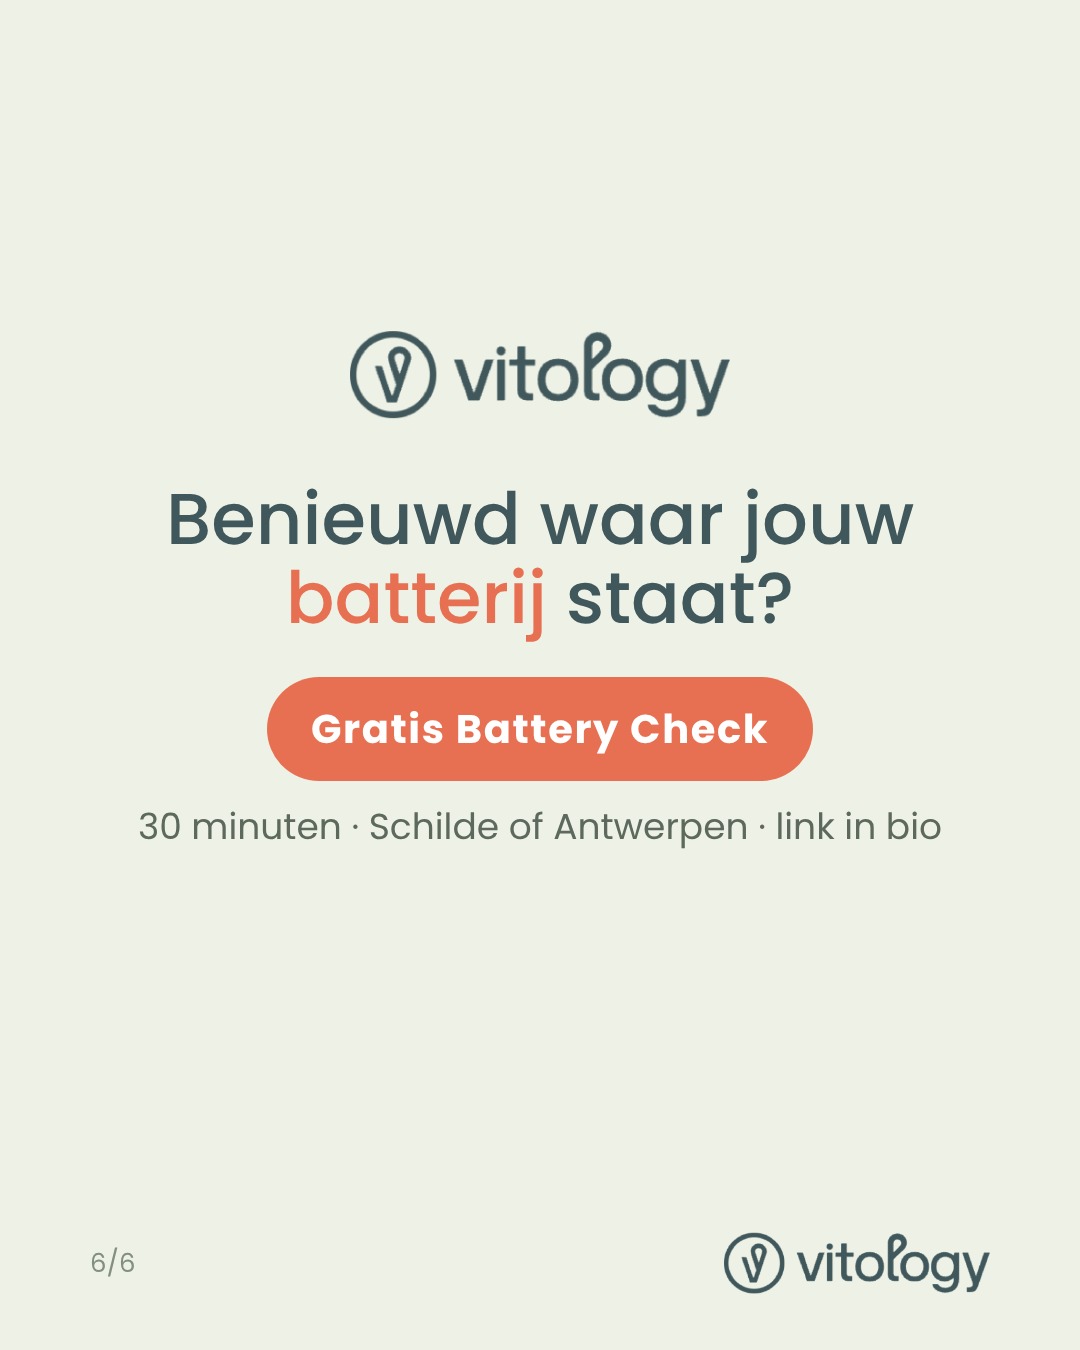 vitology
Benieuwd waar jouw
batterij staat?
Gratis Battery Check
30 minuten · Schilde of Antwerpen · link in bio
6/6
vitology